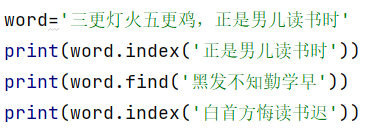 word='三更灯火五更鸡，正是男儿读书时'
print(word.index('正是男儿读书时'))
print(word.find('黑发不知勤学早'))
print(word.index('白首方悔读书迟'))